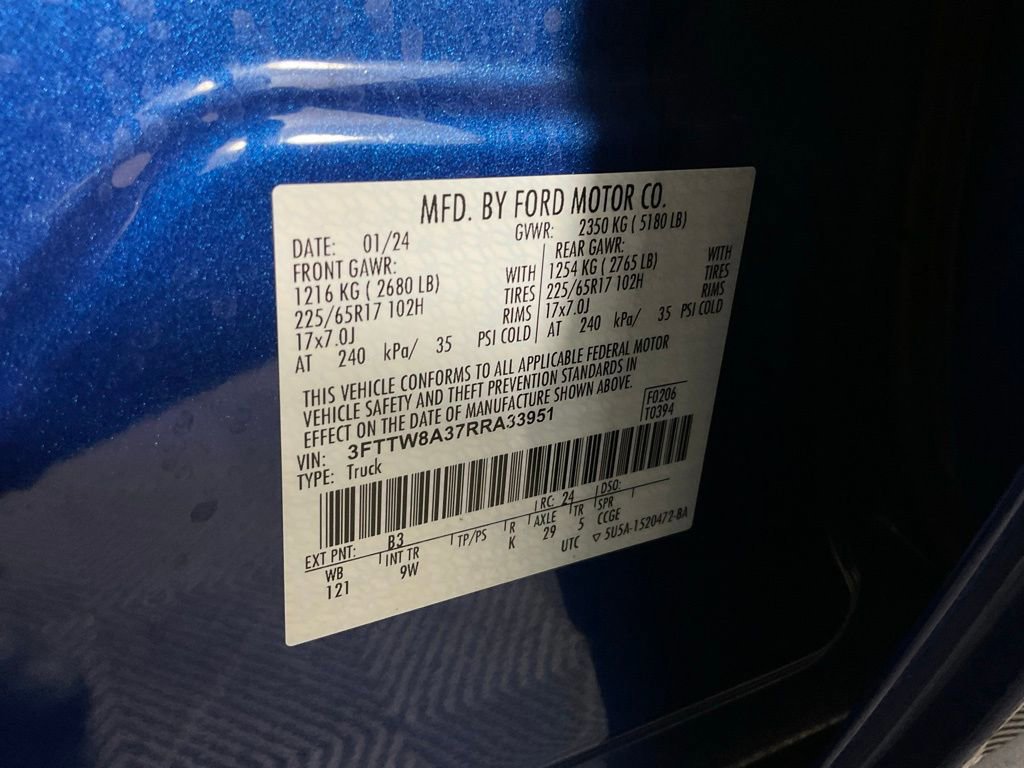 MFD. BY FORD MOTOR CO.
DATE: 01/24 GVWR: 2350 KG ( 5180 LB)
FRONT GAWR: REAR GAWR:
1216 KG ( 2680 LB) WITH 1254 KG ( 2765 LB) WITH
225/65R17 102H TIRES 225/65R17 102H TIRES
17x7.0J RIMS 17x7.0J RIMS
AT 240 kPa/ 35 PSI COLD AT 240 kPa/ 35 PSI COLD
THIS VEHICLE CONFORMS TO ALL APPLICABLE FEDERAL MOTOR
VEHICLE SAFETY AND THEFT PREVENTION STANDARDS IN
EFFECT ON THE DATE OF MANUFACTURE SHOWN ABOVE.
VIN: 3FTTW8A37RRA33951 F0206
TYPE: Truck T0394
EXT PNT: B3 RC: 24 DSO:
WB INT TR TP/PS R AXLE TR SPR
121 9W K 29 5 CCGE
UTC ▽ 5U5A-1520472-BA